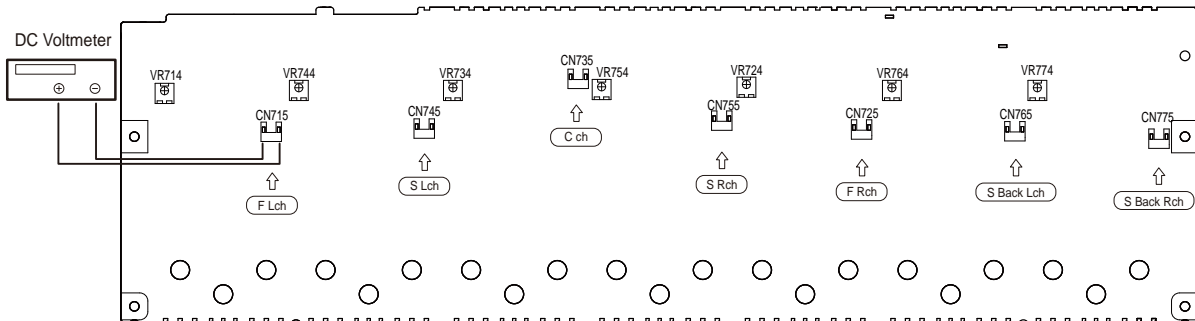 DC Voltmeter
VR714
VR744
VR734
CN735
VR754
VR724
VR764
VR774
CN715
CN745
CN755
CN725
CN765
CN775
C ch
F Lch
S Lch
S Rch
F Rch
S Back Lch
S Back Rch